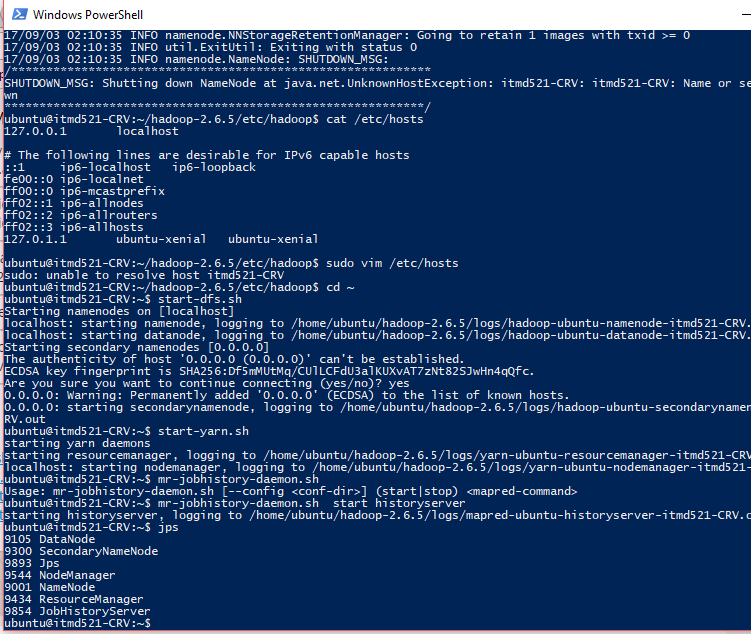 Windows PowerShell
17/09/03 02:10:35 INFO namenode.NNStorageRetentionManager: Going to retain 1 images with txid >= 0
17/09/03 02:10:35 INFO util.ExitUtil: Exiting with status 0
17/09/03 02:10:35 INFO namenode.NameNode: SHUTDOWN_MSG:
/************************************************************
SHUTDOWN_MSG: Shutting down NameNode at java.net.UnknownHostException: itmd521-CRV: itmd521-CRV: Name or se
wn
************************************************************/
ubuntu@itmd521-CRV:~/hadoop-2.6.5/etc/hadoop$ cat /etc/hosts
127.0.0.1       localhost
# The following lines are desirable for IPv6 capable hosts
::1     ip6-localhost   ip6-loopback
fe00::0 ip6-localnet
ff00::0 ip6-mcastprefix
ff02::1 ip6-allnodes
ff02::2 ip6-allrouters
ff02::3 ip6-allhosts
127.0.1.1       ubuntu-xenial   ubuntu-xenial
ubuntu@itmd521-CRV:~/hadoop-2.6.5/etc/hadoop$ sudo vim /etc/hosts
sudo: unable to resolve host itmd521-CRV
ubuntu@itmd521-CRV:~/hadoop-2.6.5/etc/hadoop$ cd ~
ubuntu@itmd521-CRV:~$ start-dfs.sh
Starting namenodes on [localhost]
localhost: starting namenode, logging to /home/ubuntu/hadoop-2.6.5/logs/hadoop-ubuntu-namenode-itmd521-CRV.
localhost: starting datanode, logging to /home/ubuntu/hadoop-2.6.5/logs/hadoop-ubuntu-datanode-itmd521-CRV.
Starting secondary namenodes [0.0.0.0]
The authenticity of host '0.0.0.0 (0.0.0.0)' can't be established.
ECDSA key fingerprint is SHA256:Df5mMUtMq/CUlLCFdU3alKUXvAT7zNt82SJwHn4qQfc.
Are you sure you want to continue connecting (yes/no)? yes
0.0.0.0: Warning: Permanently added '0.0.0.0' (ECDSA) to the list of known hosts.
0.0.0.0: starting secondarynamenode, logging to /home/ubuntu/hadoop-2.6.5/logs/hadoop-ubuntu-secondarynamen
RV.out
ubuntu@itmd521-CRV:~$ start-yarn.sh
starting yarn daemons
starting resourcemanager, logging to /home/ubuntu/hadoop-2.6.5/logs/yarn-ubuntu-resourcemanager-itmd521-CRV
localhost: starting nodemanager, logging to /home/ubuntu/hadoop-2.6.5/logs/yarn-ubuntu-nodemanager-itmd521-
ubuntu@itmd521-CRV:~$ mr-jobhistory-daemon.sh
Usage: mr-jobhistory-daemon.sh [--config <conf-dir>] (start|stop) <mapred-command>
ubuntu@itmd521-CRV:~$ mr-jobhistory-daemon.sh  start historyserver
starting historyserver, logging to /home/ubuntu/hadoop-2.6.5/logs/mapred-ubuntu-historyserver-itmd521-CRV.o
ubuntu@itmd521-CRV:~$ jps
9105 DataNode
9300 SecondaryNameNode
9893 Jps
9544 NodeManager
9001 NameNode
9434 ResourceManager
9854 JobHistoryServer
ubuntu@itmd521-CRV:~$